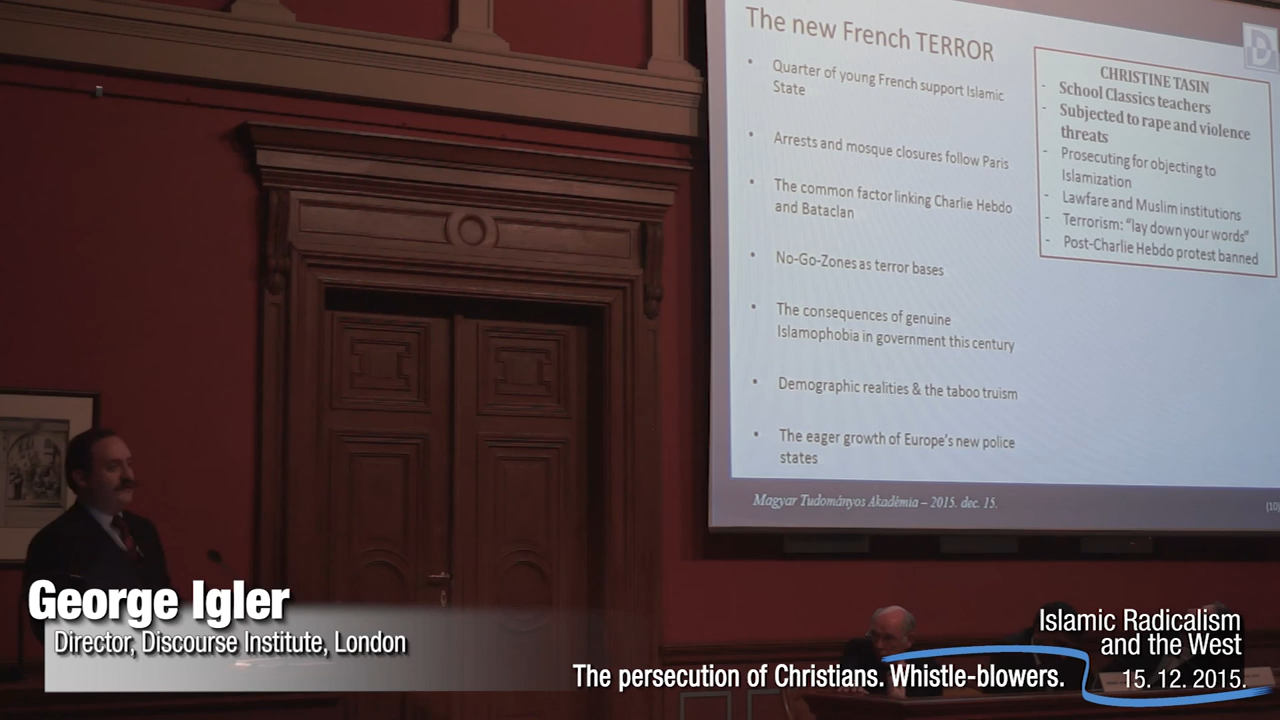 The new French TERROR
Quarter of young French support Islamic
State
Arrests and mosque closures follow Paris
The common factor linking Charlie Hebdo
and Bataclan
No-Go-Zones as terror bases
The consequences of genuine
Islamophobia in government this century
Demographic realities & the taboo truism
The eager growth of Europe's new police
states
CHRISTINE TASIN
- School Classics teachers
- Subjected to rape and violence
threats
- Prosecuting for objecting to
Islamization
- Lawfare and Muslim institutions
- Terrorism: "lay down your words"
- Post-Charlie Hebdo protest banned
Magyar Tudományos Akadémia – 2015. dec. 15.
George Igler
Director, Discourse Institute, London
The persecution of Christians. Whistle-blowers.
Islamic Radicalism
and the West
15. 12. 2015.